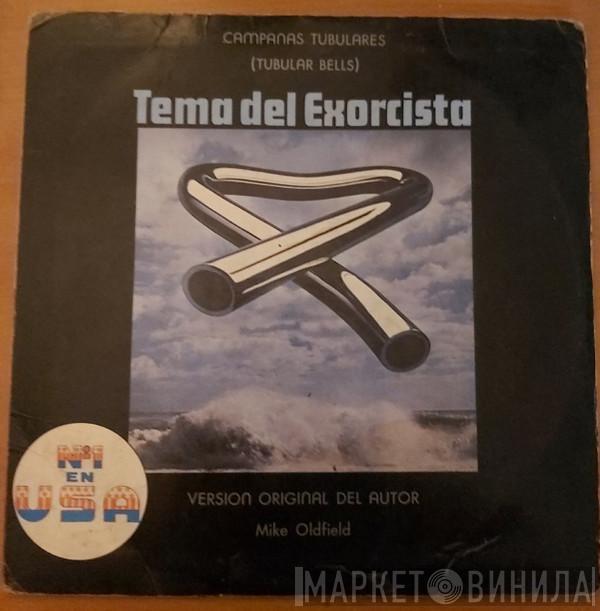 CAMPANAS TUBULARES
(TUBULAR BELLS)
Tema del Exorcista
Nº1
EN
USA
VERSION ORIGINAL DEL AUTOR
Mike Oldfield
МАРКЕТ ВИНИЛА